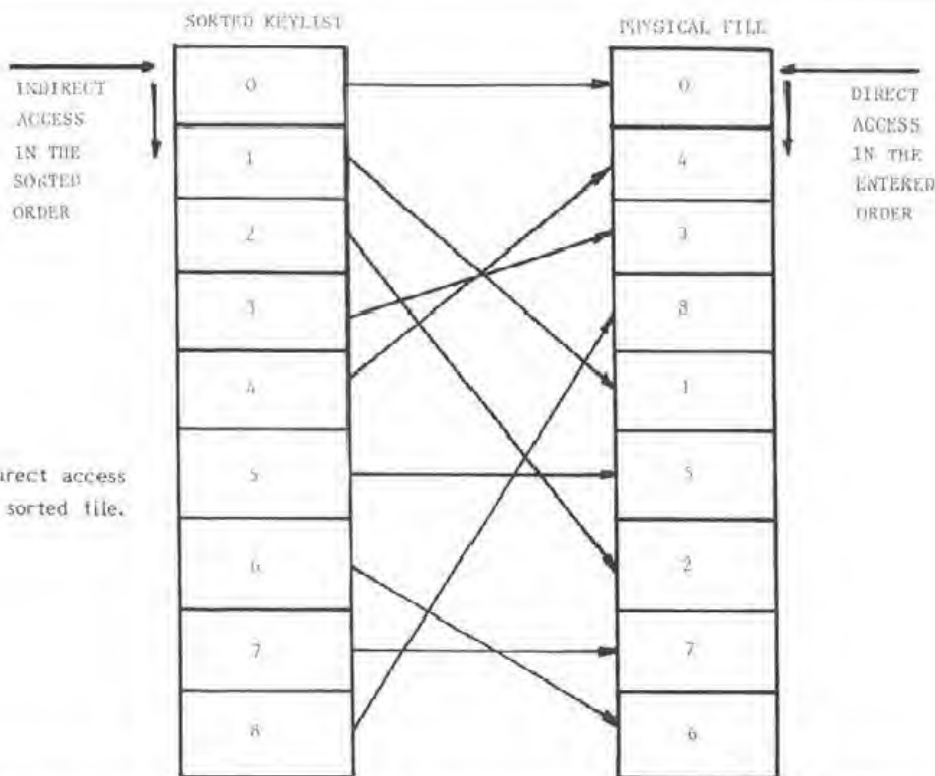 SORTED KEYLIST
PHYSICAL FILE
INDIRECT
ACCESS
IN THE
SORTED
ORDER
0
1
2
3
4
5
6
7
8
0
4
3
8
1
5
2
7
6
DIRECT
ACCESS
IN THE
ENTERED
ORDER
irect access
sorted file.